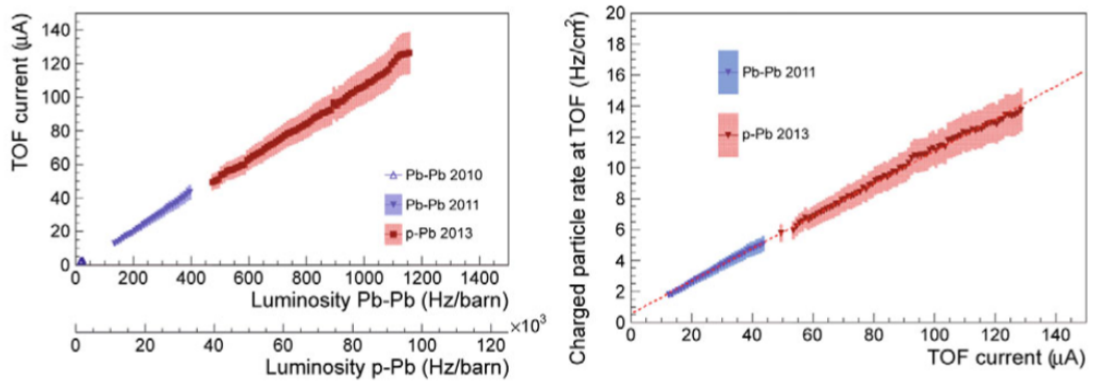 TOF current (μA)
140
120
100
80
60
40
20
0
Pb-Pb 2010
Pb-Pb 2011
p-Pb 2013
0 200 400 600 800 1000 1200 1400
Luminosity Pb-Pb (Hz/barn)
×10³
0 20 40 60 80 100 120
Luminosity p-Pb (Hz/barn)
Charged particle rate at TOF (Hz/cm²)
20
18
16
14
12
10
8
6
4
2
0
Pb-Pb 2011
p-Pb 2013
0 20 40 60 80 100 120 140
TOF current (μA)